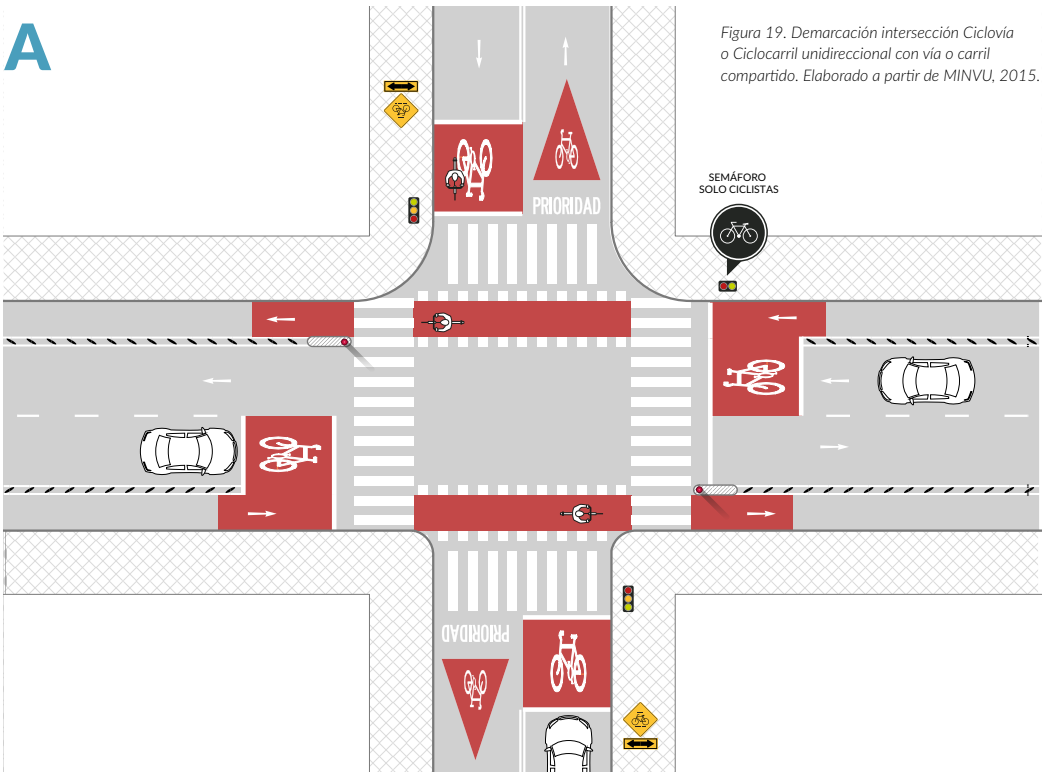 A
Figura 19. Demarcación intersección Ciclovía
o Ciclocarril unidireccional con vía o carril
compartido. Elaborado a partir de MINVU, 2015.
SEMÁFORO
SOLO CICLISTAS
PRIORIDAD
PRIORIDAD